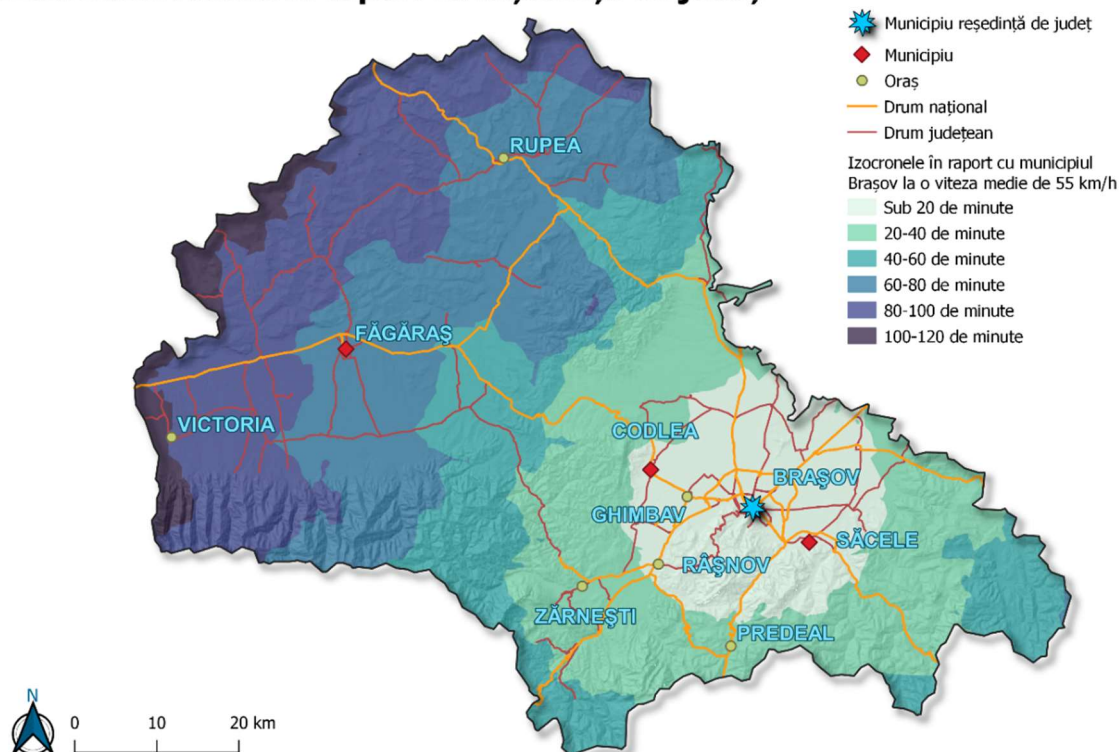 Municipiu reședință de județ
Municipiu
Oraș
Drum național
Drum județean
Izocronele în raport cu municipiul
Brașov la o viteza medie de 55 km/h
Sub 20 de minute
20-40 de minute
40-60 de minute
60-80 de minute
80-100 de minute
100-120 de minute
RUPEA
FĂGĂRAŞ
VICTORIA
CODLEA
BRAŞOV
GHIMBAV
SĂCELE
RÂŞNOV
ZĂRNEŞTI
PREDEAL
N
0 10 20 km